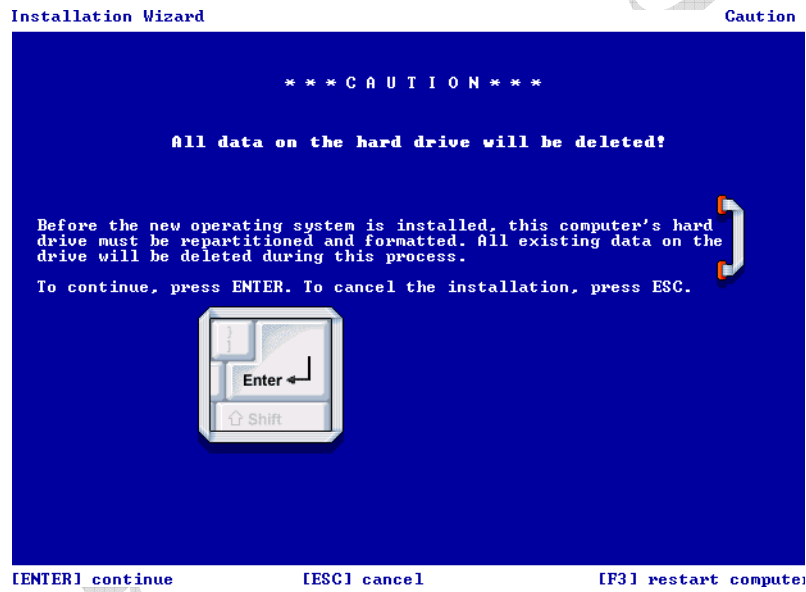 Installation Wizard
Caution
* * * C A U T I O N * * *
All data on the hard drive will be deleted!
Before the new operating system is installed, this computer's hard
drive must be repartitioned and formatted. All existing data on the
drive will be deleted during this process.
To continue, press ENTER. To cancel the installation, press ESC.
}
]
Enter
Shift
[ENTER] continue
[ESC] cancel
[F3] restart computer